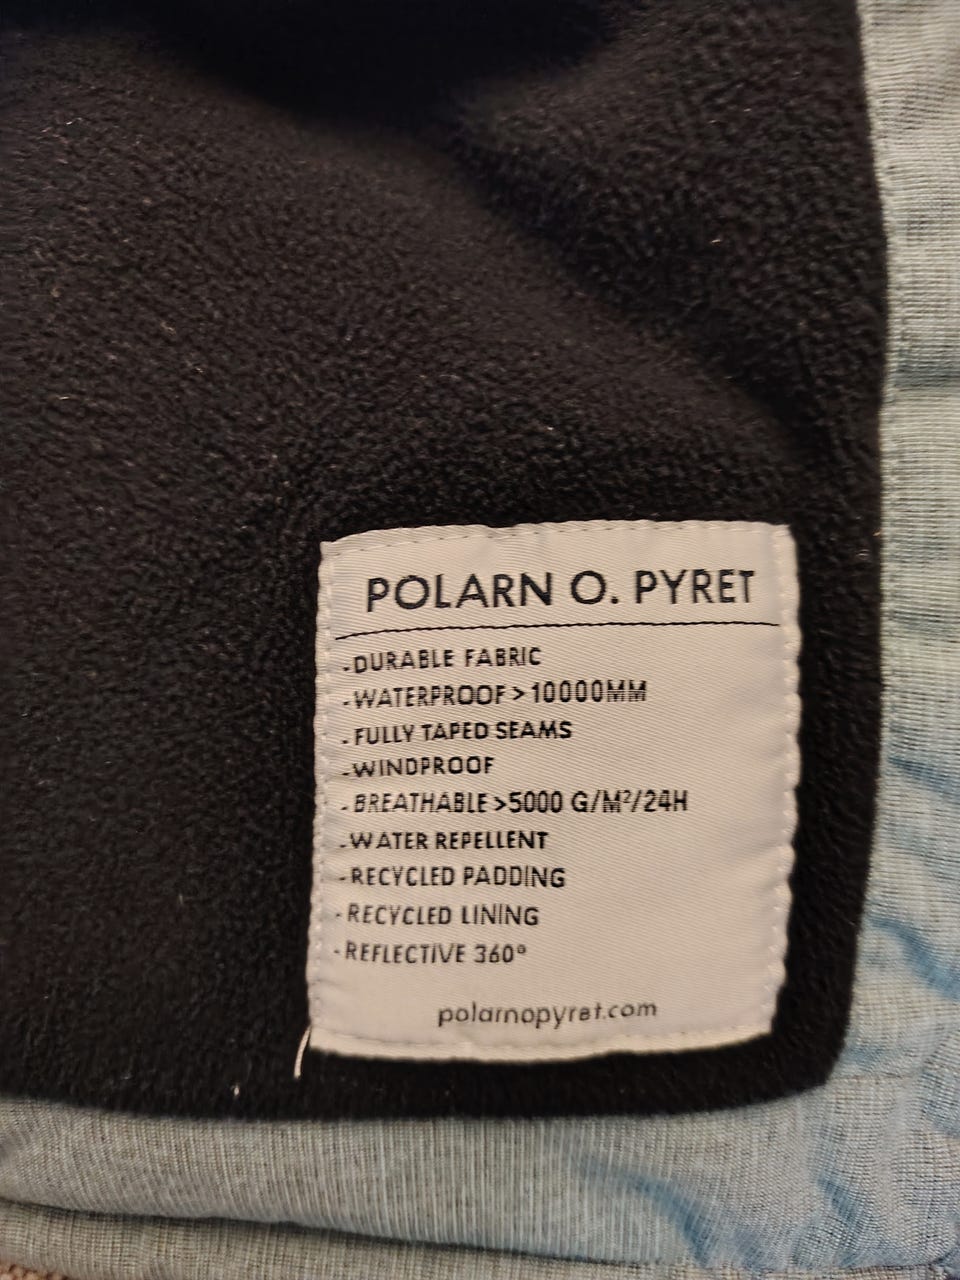 POLARN O. PYRET
-DURABLE FABRIC
-WATERPROOF > 10000MM
-FULLY TAPED SEAMS
-WINDPROOF
-BREATHABLE >5000 G/M²/24H
-WATER REPELLENT
-RECYCLED PADDING
-RECYCLED LINING
-REFLECTIVE 360°
polarnopyret.com